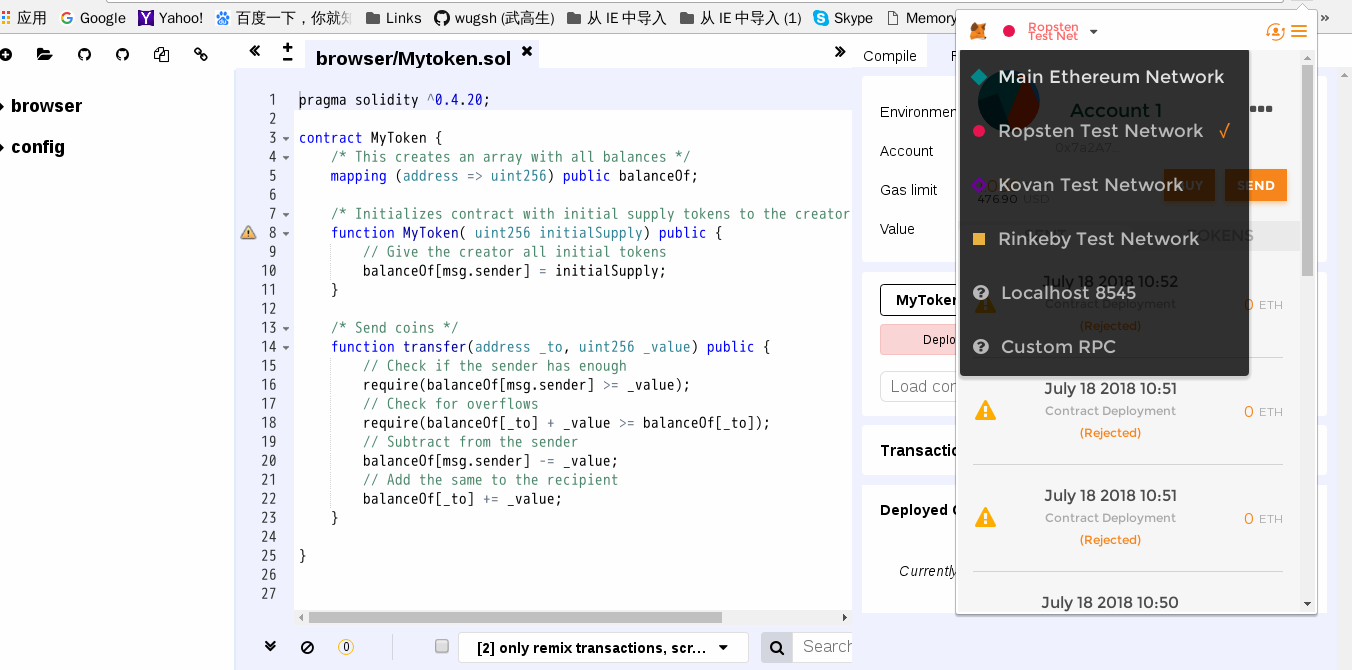 应用 Google Yahoo! 百度一下，你就知 Links wugsh (武高生) 从 IE 中导入 从 IE 中导入 (1) Skype Memory »
Ropsten
Test Net
« + − browser/Mytoken.sol × » Compile
browser
config
1 pragma solidity ^0.4.20;
2
3 contract MyToken {
4 /* This creates an array with all balances */
5 mapping (address => uint256) public balanceOf;
6
7 /* Initializes contract with initial supply tokens to the creator
8 function MyToken( uint256 initialSupply) public {
9 // Give the creator all initial tokens
10 balanceOf[msg.sender] = initialSupply;
11 }
12
13 /* Send coins */
14 function transfer(address _to, uint256 _value) public {
15 // Check if the sender has enough
16 require(balanceOf[msg.sender] >= _value);
17 // Check for overflows
18 require(balanceOf[_to] + _value >= balanceOf[_to]);
19 // Subtract from the sender
20 balanceOf[msg.sender] -= _value;
21 // Add the same to the recipient
22 balanceOf[_to] += _value;
23 }
24
25 }
26
27
0
[2] only remix transactions, scr...
Search
Environmen
Account
Gas limit
Value
MyToken
Deplo
Load con
Transactio
Deployed
Currently
Main Ethereum Network
Account 1
Ropsten Test Network ✓
0x7a2A7...
Kovan Test Network
BUY
SEND
476.90 USD
Rinkeby Test Network
TOKENS
July 18 2018 10:52
Localhost 8545
Contract Deployment
0 ETH
(Rejected)
Custom RPC
July 18 2018 10:51
Contract Deployment
0 ETH
(Rejected)
July 18 2018 10:51
Contract Deployment
0 ETH
(Rejected)
July 18 2018 10:50